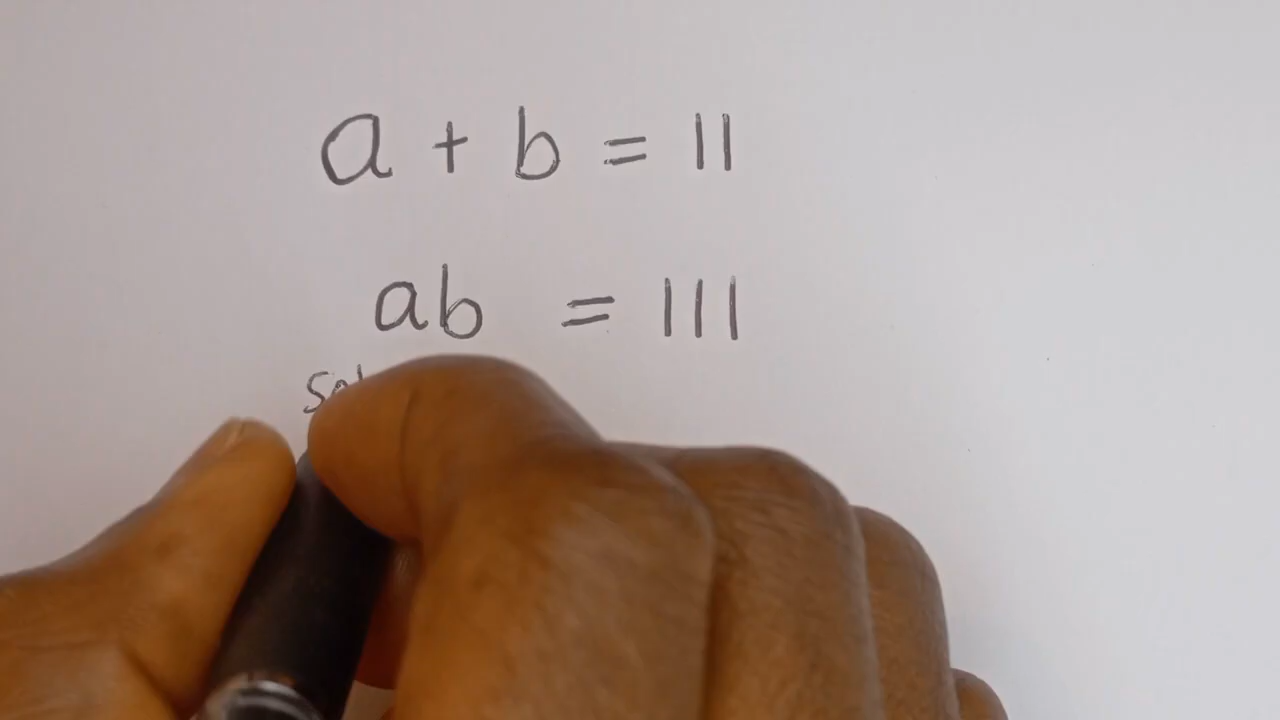 a + b = 11
ab = 111